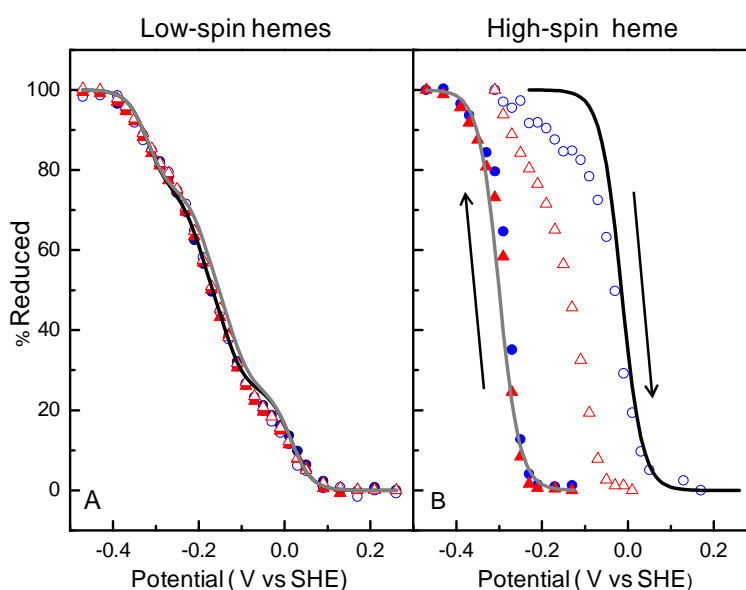 Low-spin hemes
High-spin heme
% Reduced
100
80
60
40
20
0
A
B
-0.4
-0.2
0.0
0.2
-0.4
-0.2
0.0
0.2
Potential ( V vs SHE)
Potential ( V vs SHE)